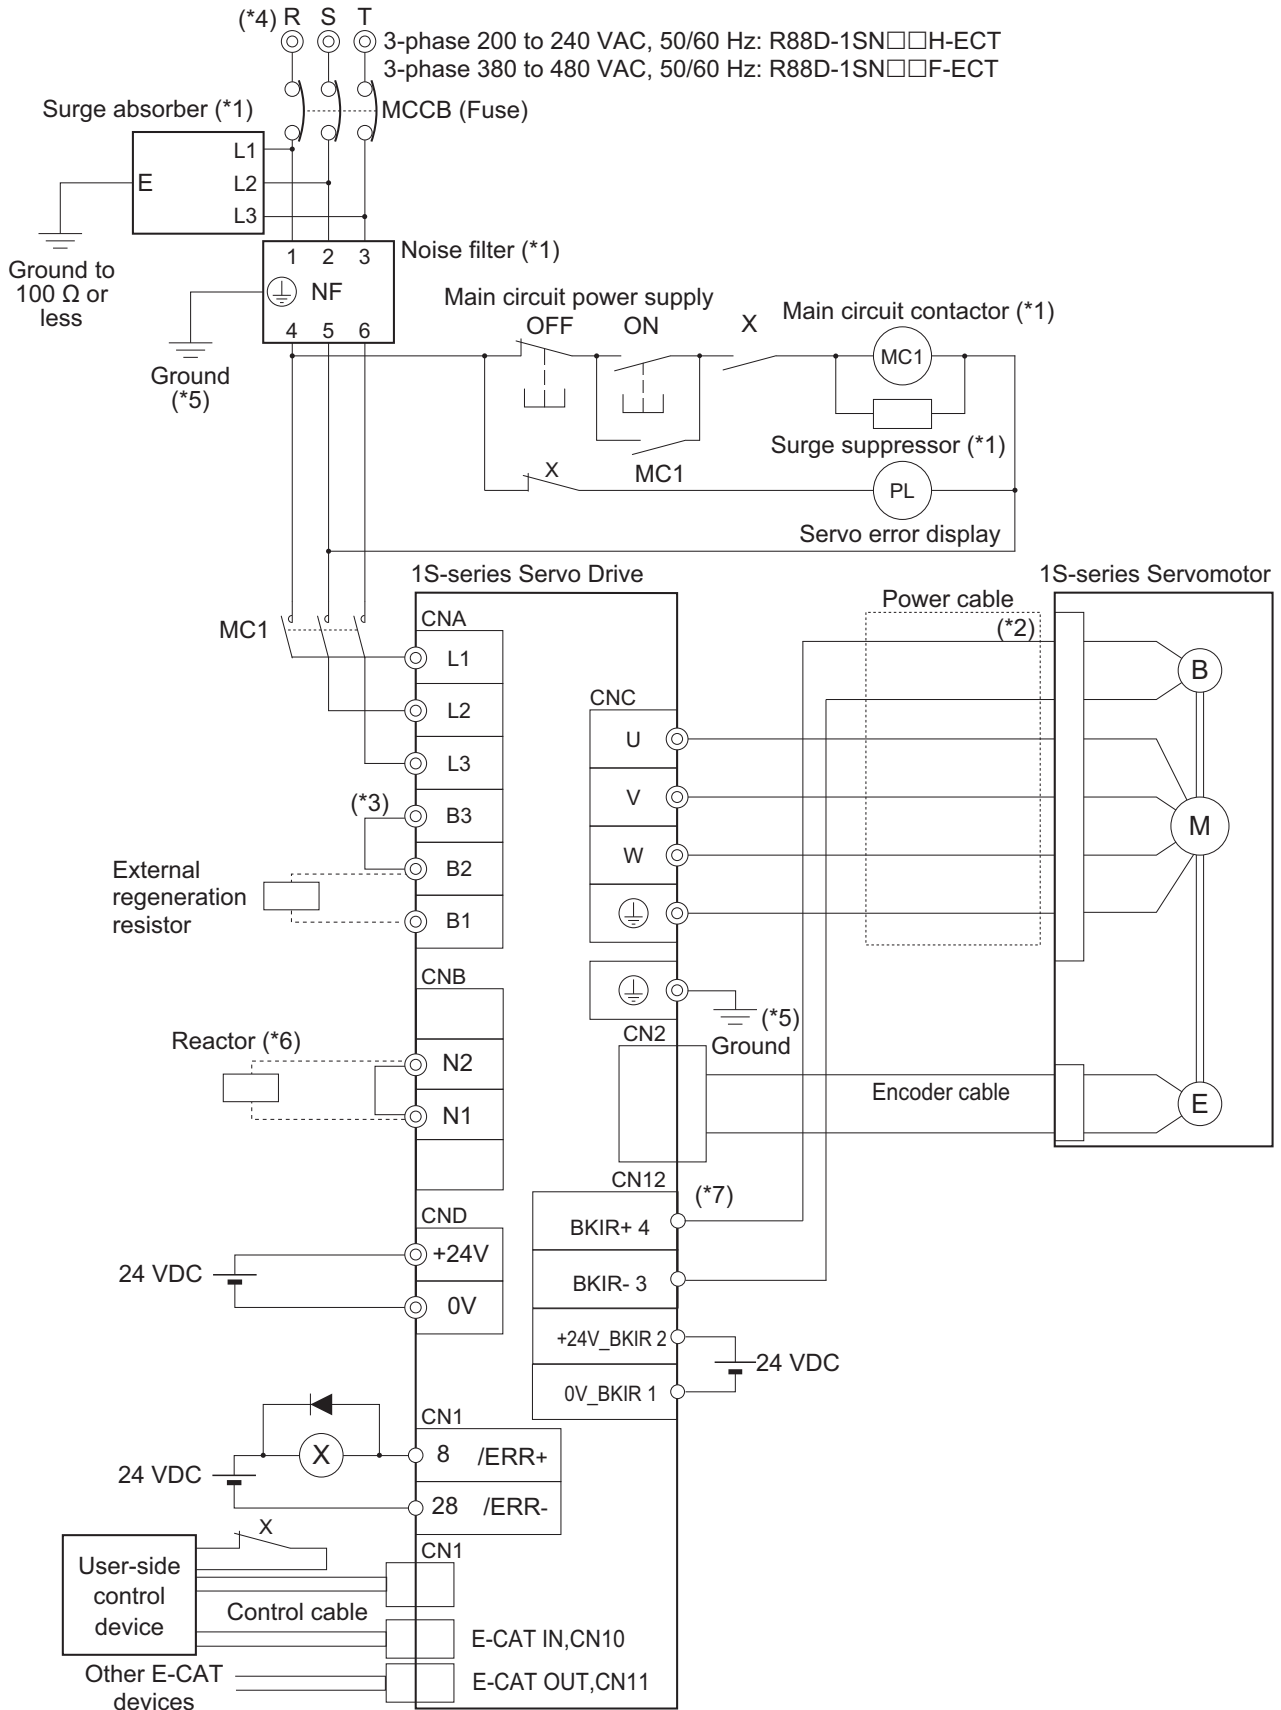 (*4) R S T
3-phase 200 to 240 VAC, 50/60 Hz: R88D-1SN□□H-ECT
3-phase 380 to 480 VAC, 50/60 Hz: R88D-1SN□□F-ECT
Surge absorber (*1)
MCCB (Fuse)
L1
E
L2
L3
Ground to
100 Ω or
less
1 2 3
Noise filter (*1)
NF
4 5 6
Ground
(*5)
Main circuit power supply
OFF ON
X
Main circuit contactor (*1)
MC1
Surge suppressor (*1)
MC1
X
PL
Servo error display
1S-series Servo Drive
1S-series Servomotor
MC1
CNA
L1
L2
L3
(*3)
B3
B2
B1
External
regeneration
resistor
Power cable
(*2)
B
CNC
U
V
W
M
(*5)
Ground
CNB
Reactor (*6)
N2
N1
CN2
Encoder cable
E
CN12
(*7)
BKIR+ 4
BKIR- 3
+24V_BKIR 2
0V_BKIR 1
24 VDC
CND
+24V
0V
24 VDC
CN1
X
8 /ERR+
24 VDC
28 /ERR-
X
CN1
User-side
control
device
Control cable
E-CAT IN,CN10
Other E-CAT
devices
E-CAT OUT,CN11